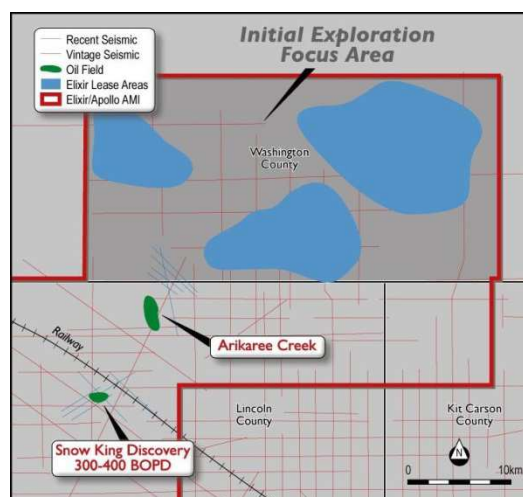 Recent Seismic
Vintage Seismic
Oil Field
Elixir Lease Areas
Elixir/Apollo AMI
Initial Exploration
Focus Area
Washington
County
Arikaree Creek
Railway
Snow King Discovery
300-400 BOPD
Lincoln
County
Kit Carson
County
N
0 10km